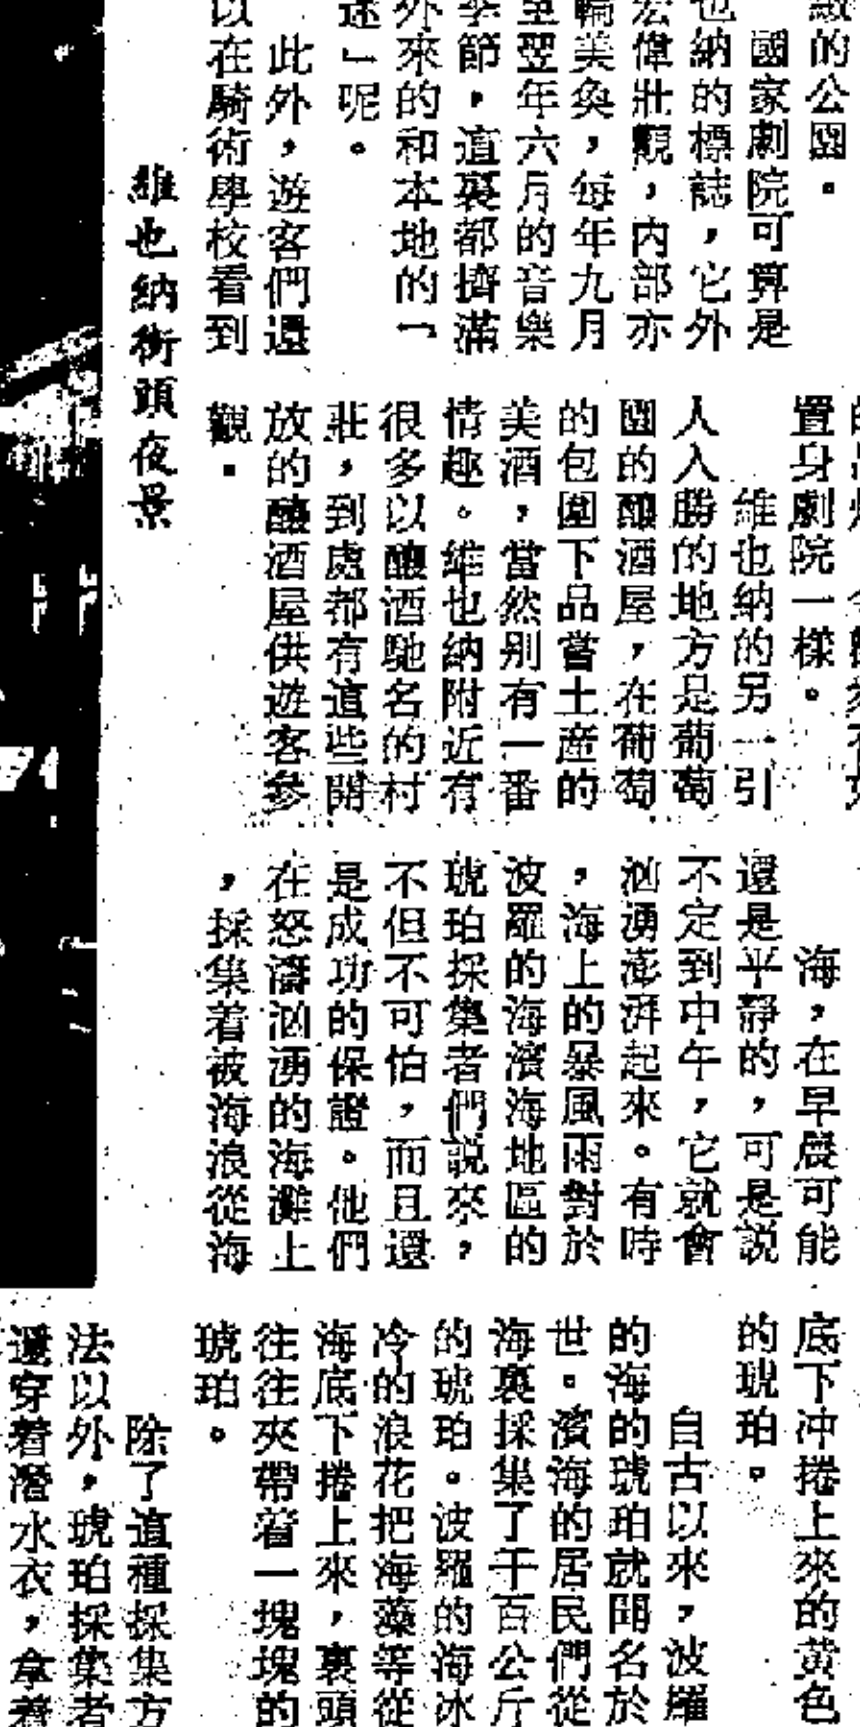 的公園。
國家劇院可算是
也納的標誌，它外
宏偉壯觀，内部亦
輪美奐，每年九月
至翌年六月的音樂
季節，這裏都擠滿
外來的和本地的「
迷」呢。
此外，遊客們還
以在騎術學校看到
維也納街頭夜景
置身劇院一樣。
維也納的另一引
人入勝的地方是葡萄
園的釀酒屋，在葡萄
的包圍下品嘗土産的
美酒，當然别有一番
情趣。維也納附近有
很多以釀酒馳名的村
莊，到處都有這些開
放的釀酒屋供遊客參
觀。
海，在早晨可能
還是平靜的，可是説
不定到中午，它就會
洶湧澎湃起來。有時
，海上的暴風雨對於
波羅的海濱海地區的
琥珀採集者們説來，
不但不可怕，而且還
是成功的保證。他們
在怒濤洶湧的海灘上
，採集着被海浪從海
底下冲捲上來的黄色
的琥珀。
自古以來，波羅
的海的琥珀就聞名於
世。濱海的居民們從
海裏採集了千百公斤
的琥珀。波羅的海冰
冷的浪花把海藻等從
海底下捲上來，裏頭
往往夾帶着一塊塊的
琥珀。
除了這種採集方
法以外，琥珀採集者
還穿着潛水衣，拿着